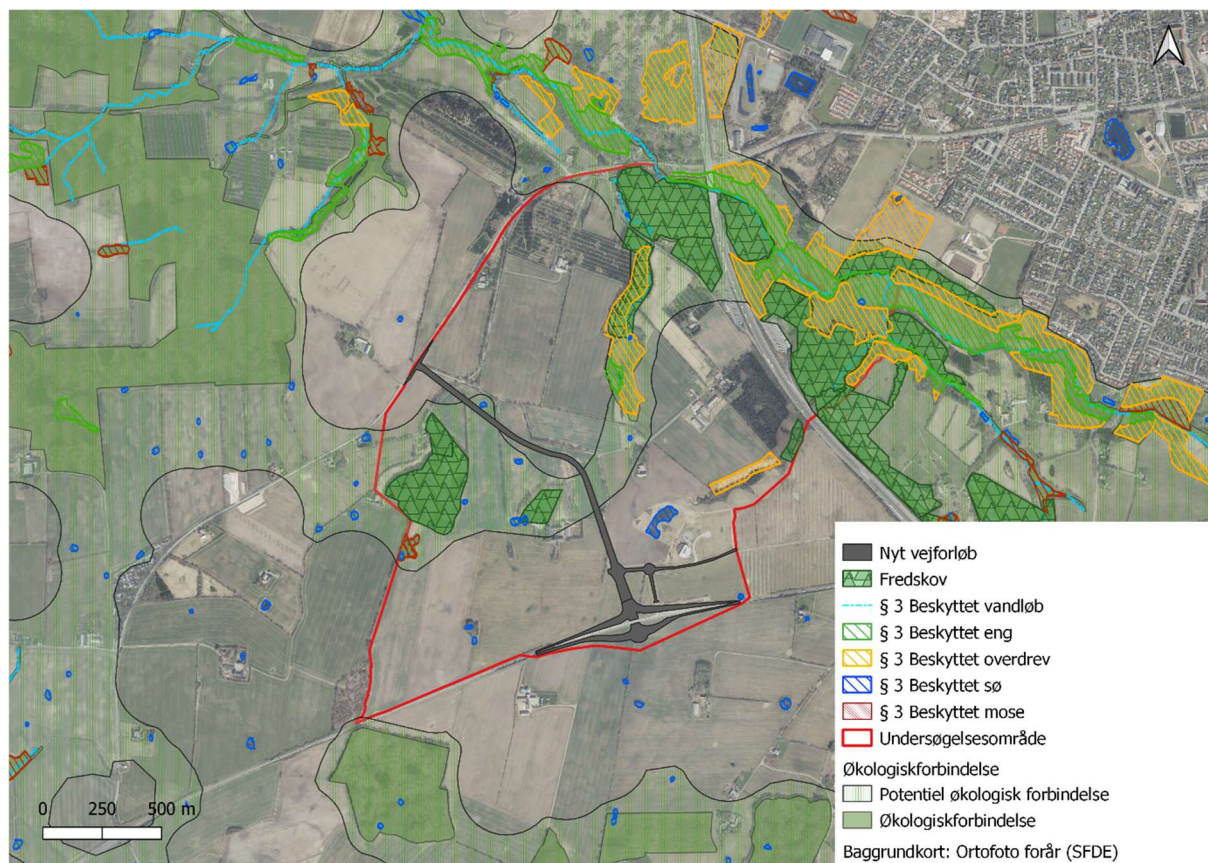 Nyt vejforløb
Fredskov
§ 3 Beskyttet vandløb
§ 3 Beskyttet eng
§ 3 Beskyttet overdrev
§ 3 Beskyttet sø
§ 3 Beskyttet mose
Undersøgelsesområde
Økologiskforbindelse
Potentiel økologisk forbindelse
Økologiskforbindelse
Baggrundkort: Ortofoto forår (SFDE)
0 250 500 m